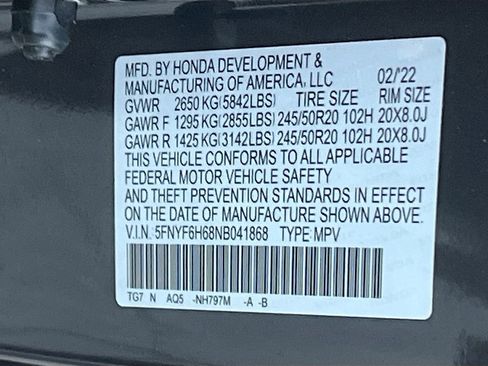 MFD. BY HONDA DEVELOPMENT &
MANUFACTURING OF AMERICA, LLC 02/'22
GVWR 2650 KG(5842LBS) TIRE SIZE RIM SIZE
GAWR F 1295 KG(2855LBS) 245/50R20 102H 20X8.0J
GAWR R 1425 KG(3142LBS) 245/50R20 102H 20X8.0J
THIS VEHICLE CONFORMS TO ALL APPLICABLE
FEDERAL MOTOR VEHICLE SAFETY
AND THEFT PREVENTION STANDARDS IN EFFECT
ON THE DATE OF MANUFACTURE SHOWN ABOVE.
V.I.N. 5FNYF6H68NB041868 TYPE: MPV
TG7 N AQ5 -NH797M -A -B